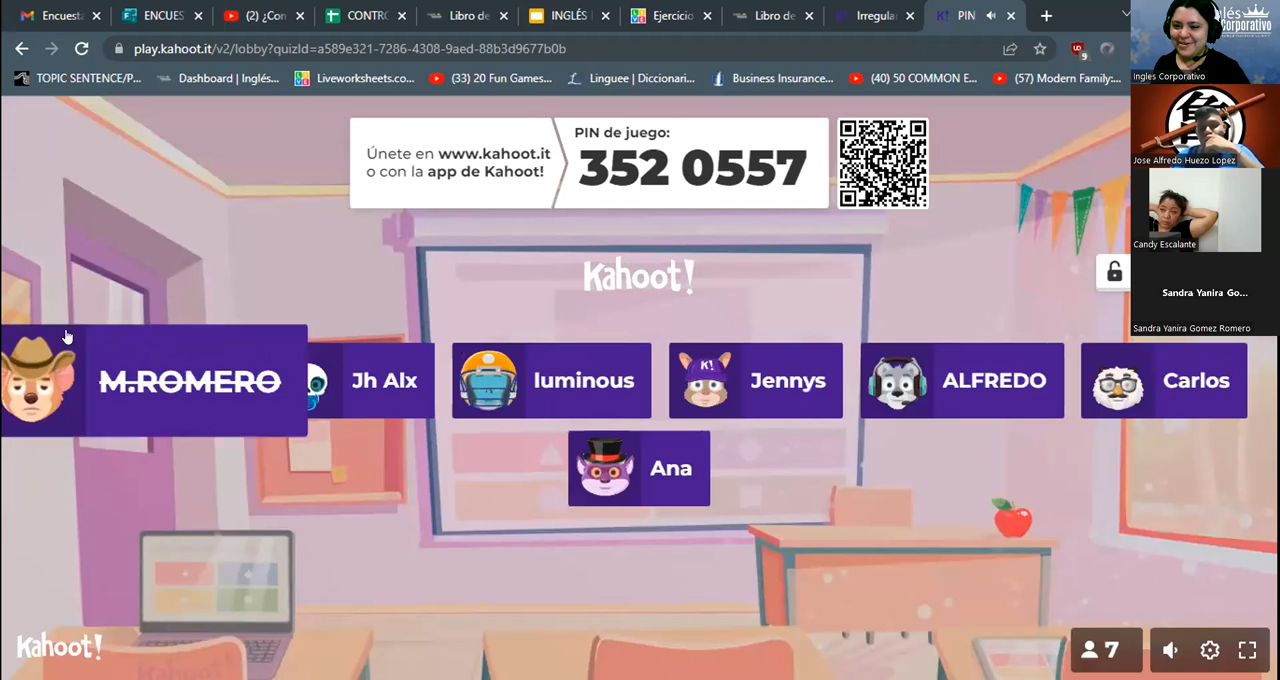 Encuest
ENCUES
(2) ¿Con
CONTRO
Libro de
INGLÉS
Ejercicio
Libro de
Irregular
PIN
play.kahoot.it/v2/lobby?quizId=a589e321-7286-4308-9aed-88b3d9677b0b
9
TOPIC SENTENCE/P...
Dashboard | Inglés...
Liveworksheets.co...
(33) 20 Fun Games...
Linguee | Diccionari...
Business Insurance...
(40) 50 COMMON E...
(57) Modern Family:...
lés
Corporativo
Ingles Corporativo
Jose Alfredo Huezo Lopez
Candy Escalante
Sandra Yanira Go...
Sandra Yanira Gomez Romero
Únete en www.kahoot.it
o con la app de Kahoot!
PIN de juego:
352 0557
Kahoot!
M.ROMERO
Jh Alx
luminous
Jennys
K!
ALFREDO
Carlos
Ana
Kahoot!
7